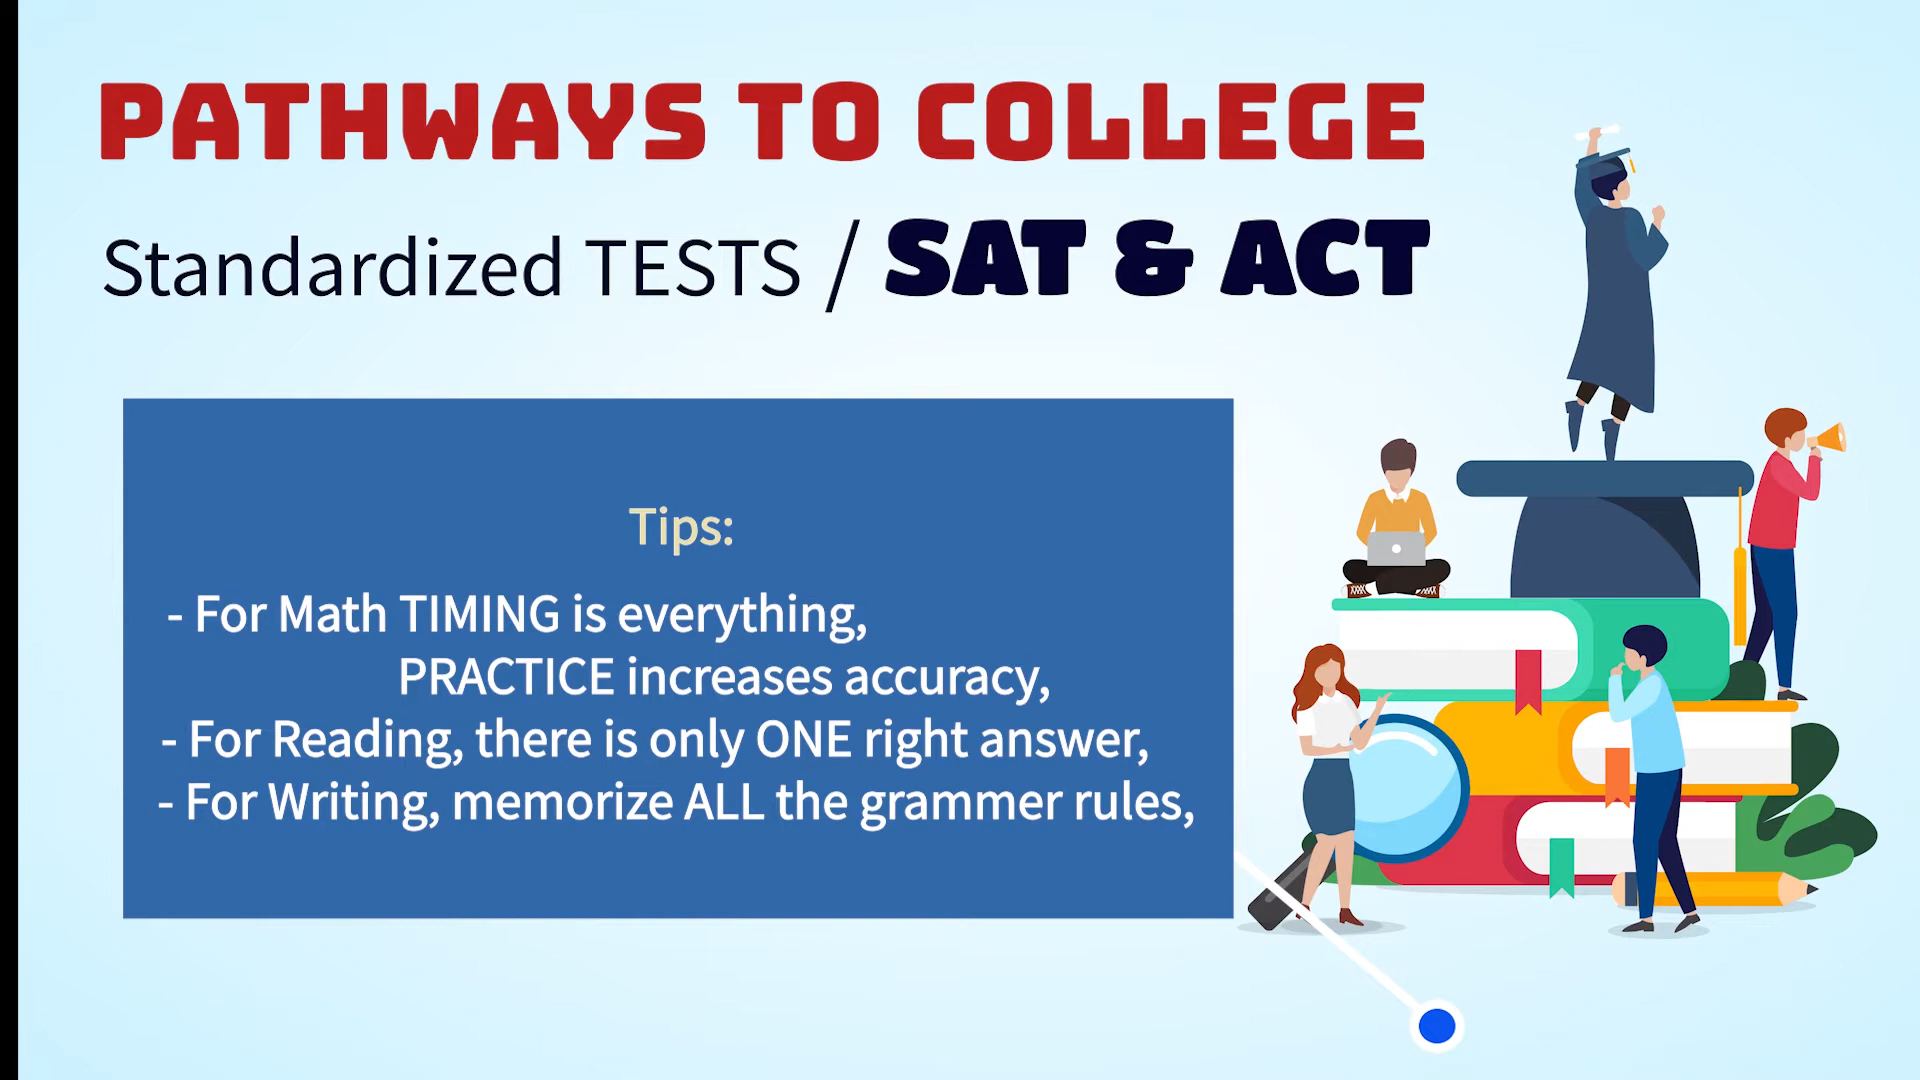 PATHWAYS TO COLLEGE
Standardized TESTS / SAT & ACT
Tips:
- For Math TIMING is everything,
PRACTICE increases accuracy,
- For Reading, there is only ONE right answer,
- For Writing, memorize ALL the grammer rules,